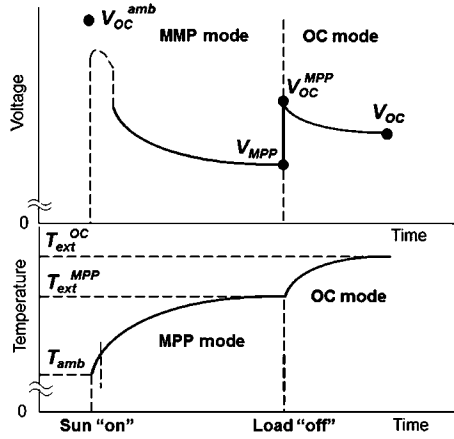 V_OC^amb
MMP mode
OC mode
V_OC^MPP
V_OC
V_MPP
Voltage
0
Time
T_ext^OC
T_ext^MPP
OC mode
MPP mode
T_amb
Temperature
0
Sun “on”
Load “off”
Time